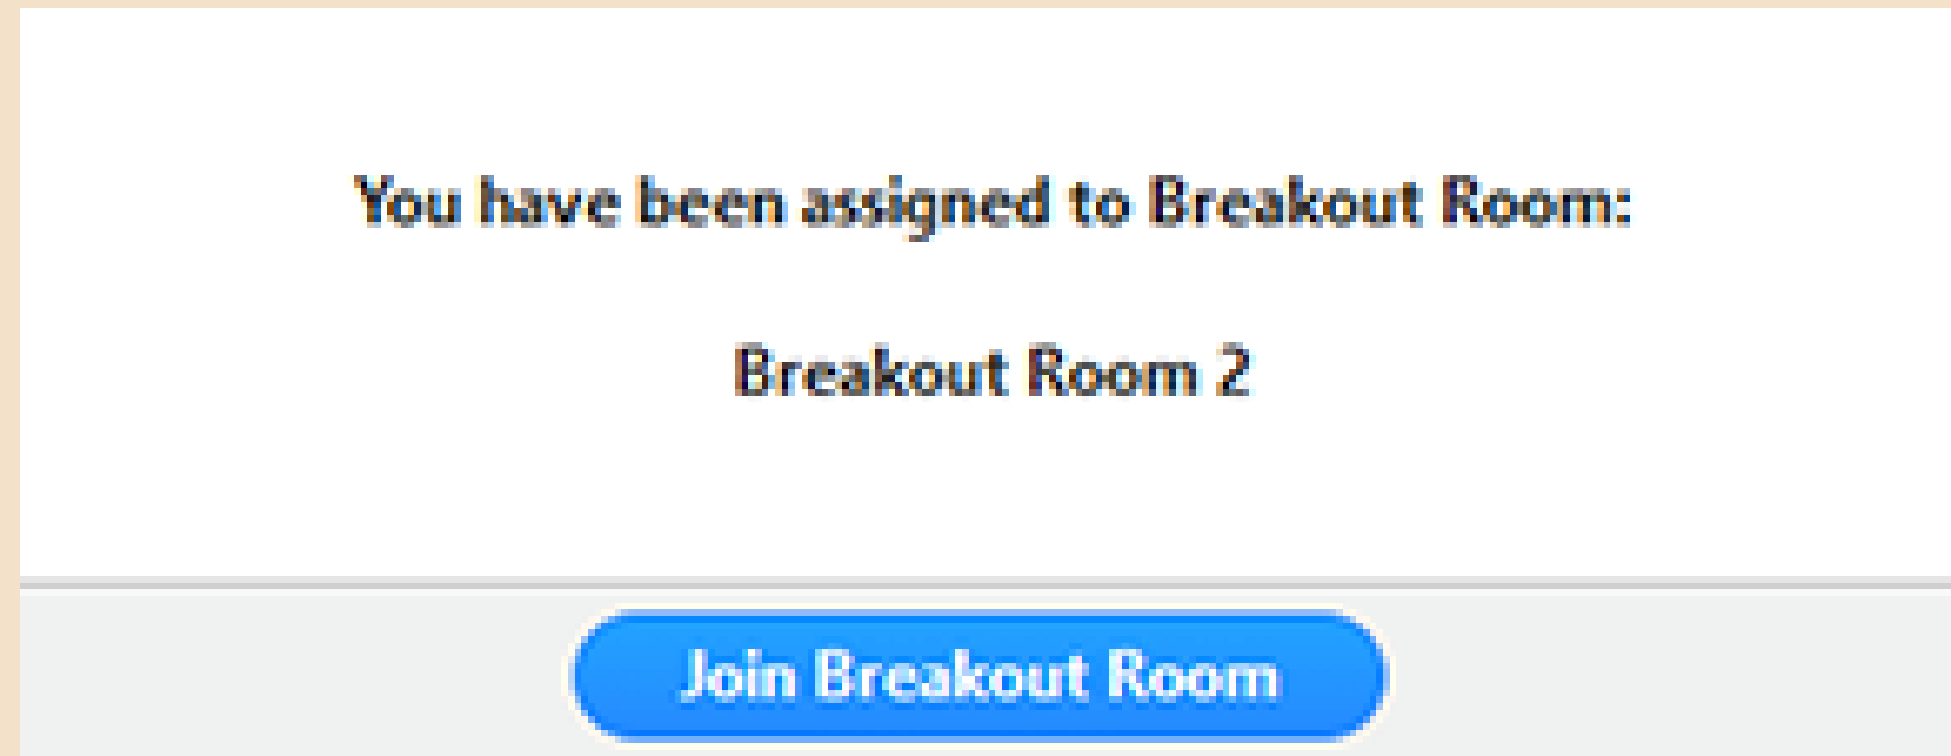 You have been assigned to Breakout Room:
Breakout Room 2
Join Breakout Room